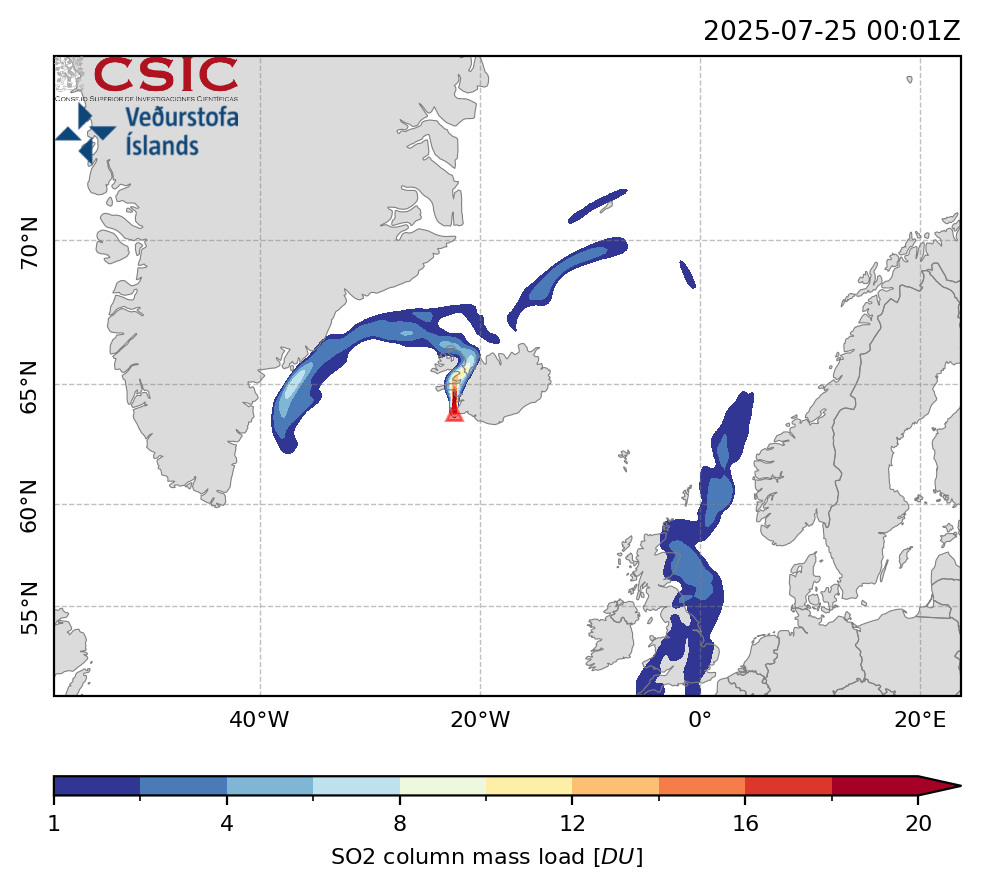 2025-07-25 00:01Z
CSIC
CONSEJO SUPERIOR DE INVESTIGACIONES CIENTÍFICAS
Veðurstofa
Íslands
70°N
65°N
60°N
55°N
40°W 20°W 0° 20°E
1 4 8 12 16 20
SO2 column mass load [DU]